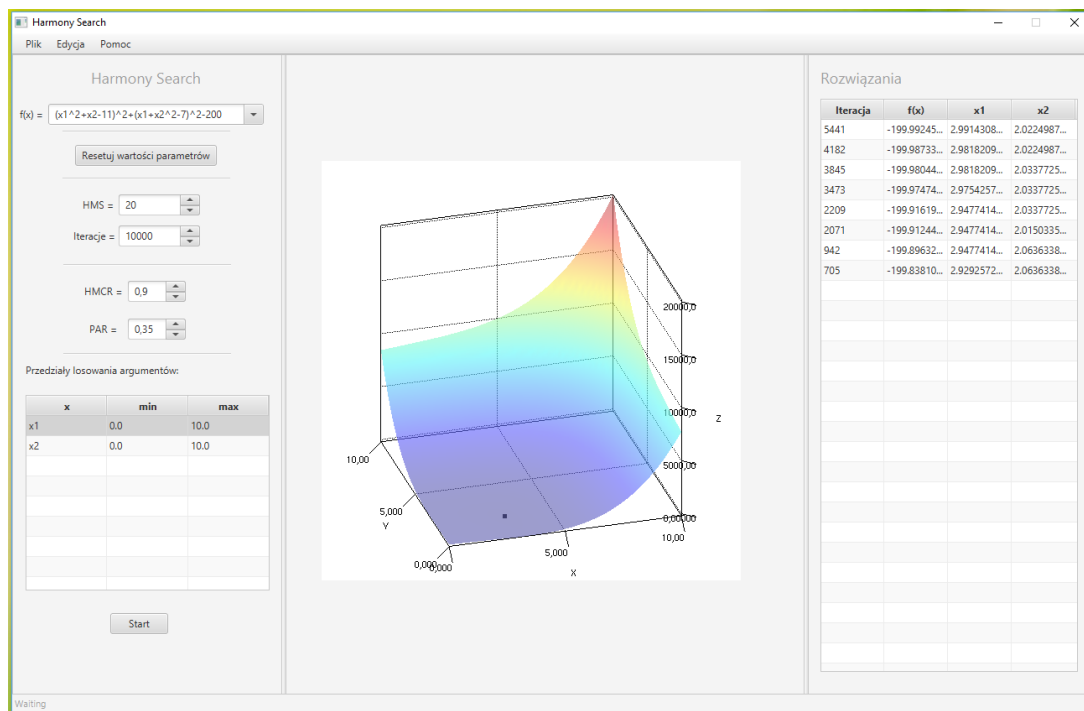 Harmony Search
Plik Edycja Pomoc
Harmony Search
f(x) = (x1^2+x2-11)^2+(x1+x2^2-7)^2-200
Resetuj wartości parametrów
HMS = 20
Iteracje = 10000
HMCR = 0,9
PAR = 0,35
Przedziały losowania argumentów:
x min max
x1 0.0 10.0
x2 0.0 10.0
Start
20000,0
15000,0
10000,0
Z
5000,00
0,00000
10,00
5,000
Y
0,000
0,000
5,000
10,00
X
Rozwiązania
Iteracja f(x) x1 x2
5441 -199.99245... 2.9914308... 2.0224987...
4182 -199.98733... 2.9818209... 2.0224987...
3845 -199.98044... 2.9818209... 2.0337725...
3473 -199.97474... 2.9754257... 2.0337725...
2209 -199.91619... 2.9477414... 2.0337725...
2071 -199.91244... 2.9477414... 2.0150335...
942 -199.89632... 2.9477414... 2.0636338...
705 -199.83810... 2.9292572... 2.0636338...
Waiting